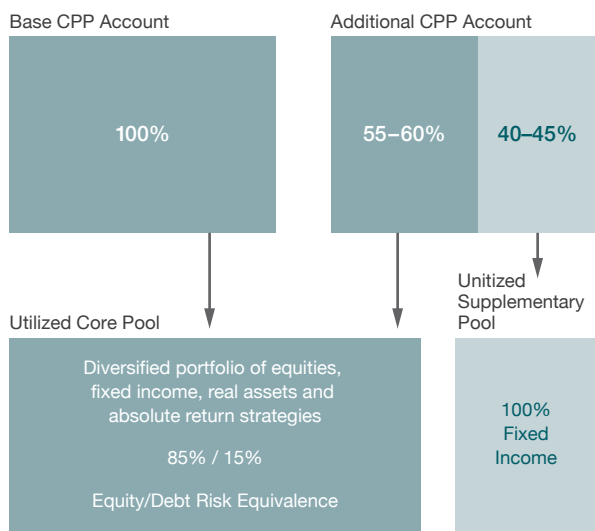 Base CPP Account
100%
Additional CPP Account
55–60%
40–45%
Utilized Core Pool
Diversified portfolio of equities,
fixed income, real assets and
absolute return strategies
85% / 15%
Equity/Debt Risk Equivalence
Unitized
Supplementary
Pool
100%
Fixed
Income